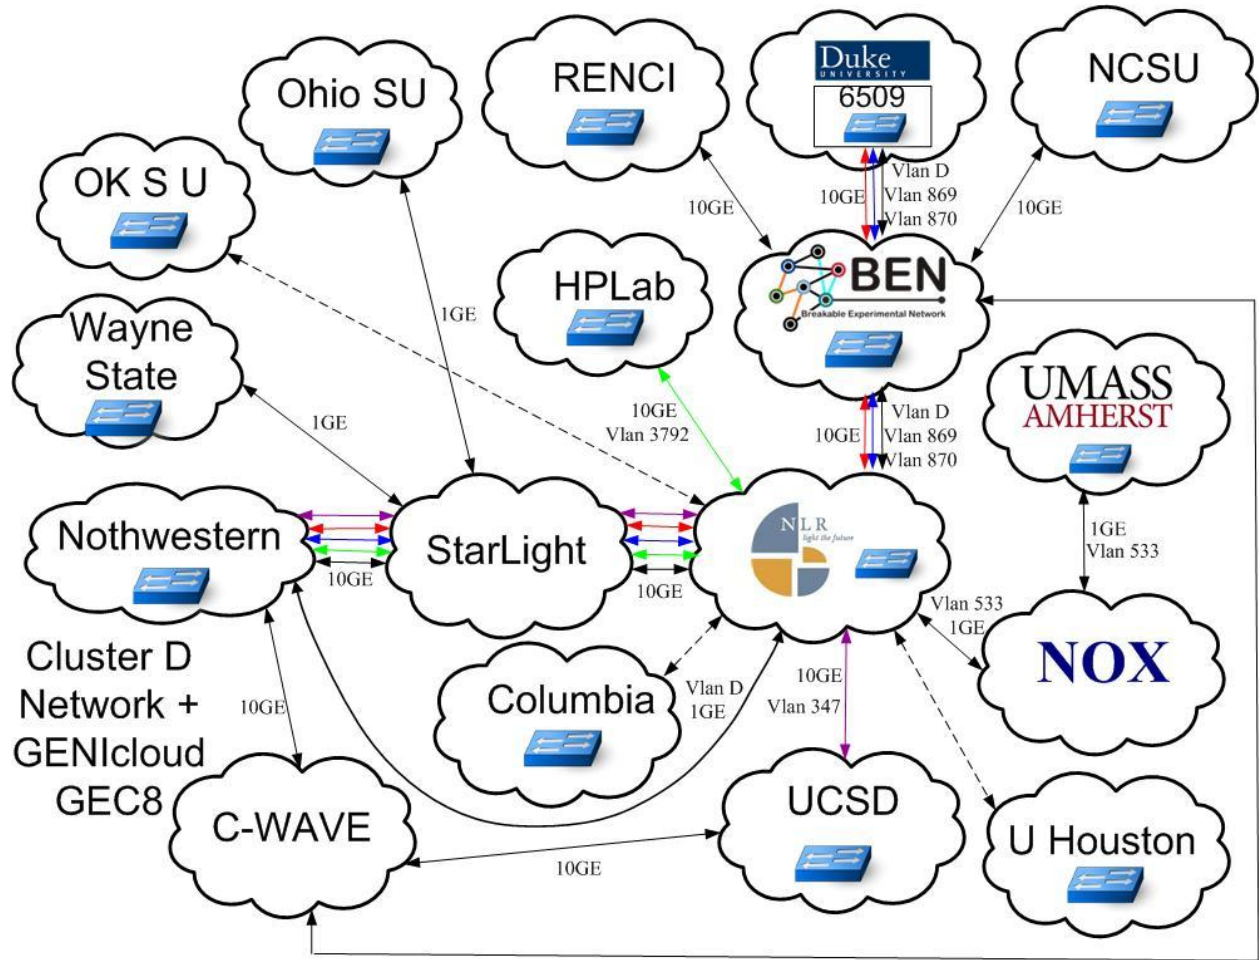 Ohio SU
RENCI
Duke
UNIVERSITY
6509
NCSU
OK S U
10GE
10GE
Vlan D
Vlan 869
Vlan 870
10GE
HPLab
BEN
Breakable Experimental Network
Wayne
State
1GE
1GE
10GE
Vlan 3792
10GE
Vlan D
Vlan 869
Vlan 870
UMASS
AMHERST
1GE
Vlan 533
Nothwestern
10GE
StarLight
10GE
NLR
light the future
Vlan 533
1GE
NOX
Cluster D
Network +
GENIcloud
GEC8
10GE
Columbia
Vlan D
1GE
10GE
Vlan 347
C-WAVE
10GE
UCSD
U Houston